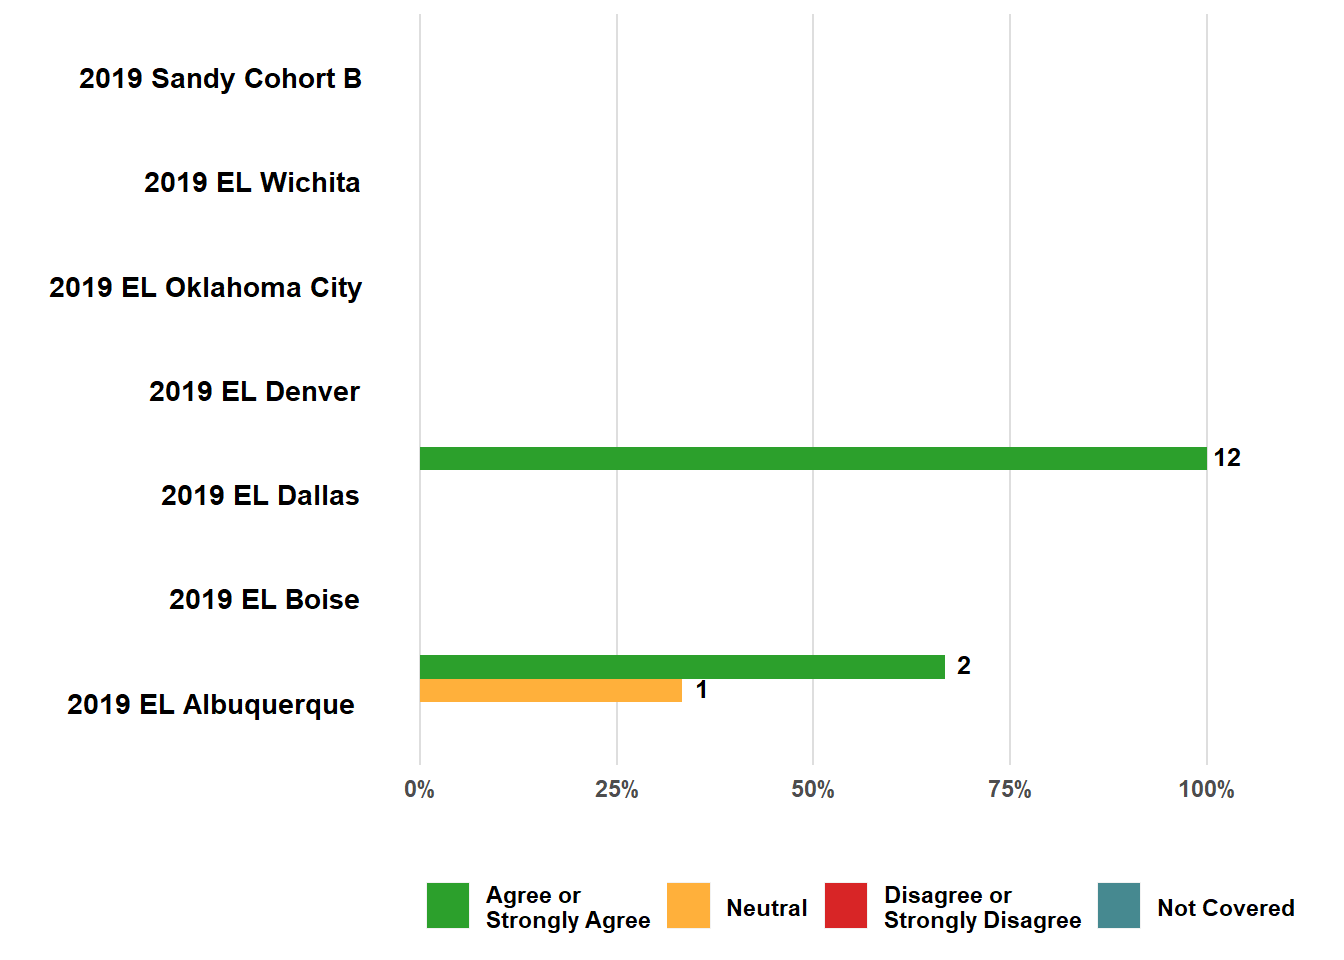 2019 Sandy Cohort B
2019 EL Wichita
2019 EL Oklahoma City
2019 EL Denver
12
2019 EL Dallas
2019 EL Boise
2
1
2019 EL Albuquerque
0% 25% 50% 75% 100%
Agree or
Strongly Agree
Neutral
Disagree or
Strongly Disagree
Not Covered